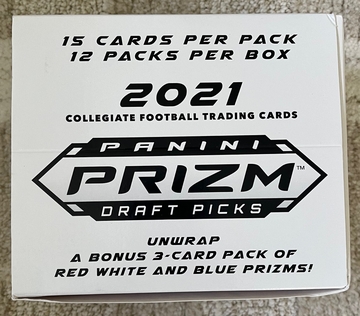 15 CARDS PER PACK
12 PACKS PER BOX
2021
COLLEGIATE FOOTBALL TRADING CARDS
PANINI
PRIZM™
DRAFT PICKS
UNWRAP
A BONUS 3-CARD PACK OF
RED WHITE AND BLUE PRIZMS!